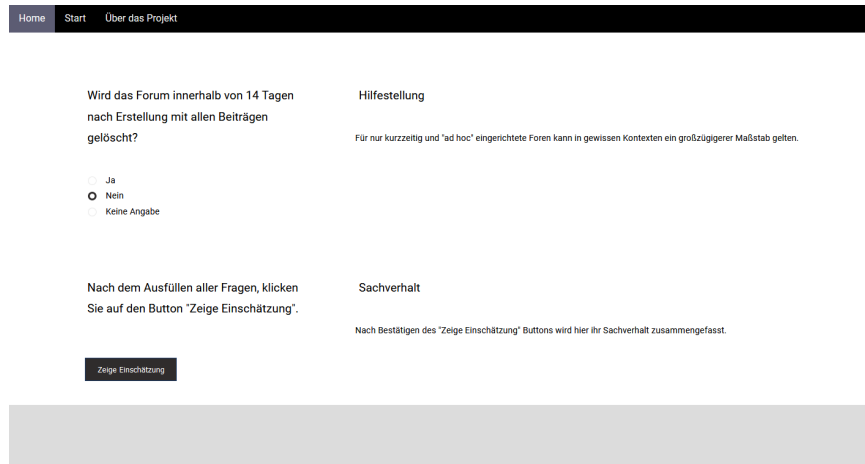 Home Start Über das Projekt
Wird das Forum innerhalb von 14 Tagen
nach Erstellung mit allen Beiträgen
gelöscht?
Hilfestellung
Für nur kurzzeitig und "ad hoc" eingerichtete Foren kann in gewissen Kontexten ein großzügigerer Maßstab gelten.
Ja
Nein
Keine Angabe
Nach dem Ausfüllen aller Fragen, klicken
Sie auf den Button "Zeige Einschätzung".
Sachverhalt
Nach Bestätigen des "Zeige Einschätzung" Buttons wird hier ihr Sachverhalt zusammengefasst.
Zeige Einschätzung